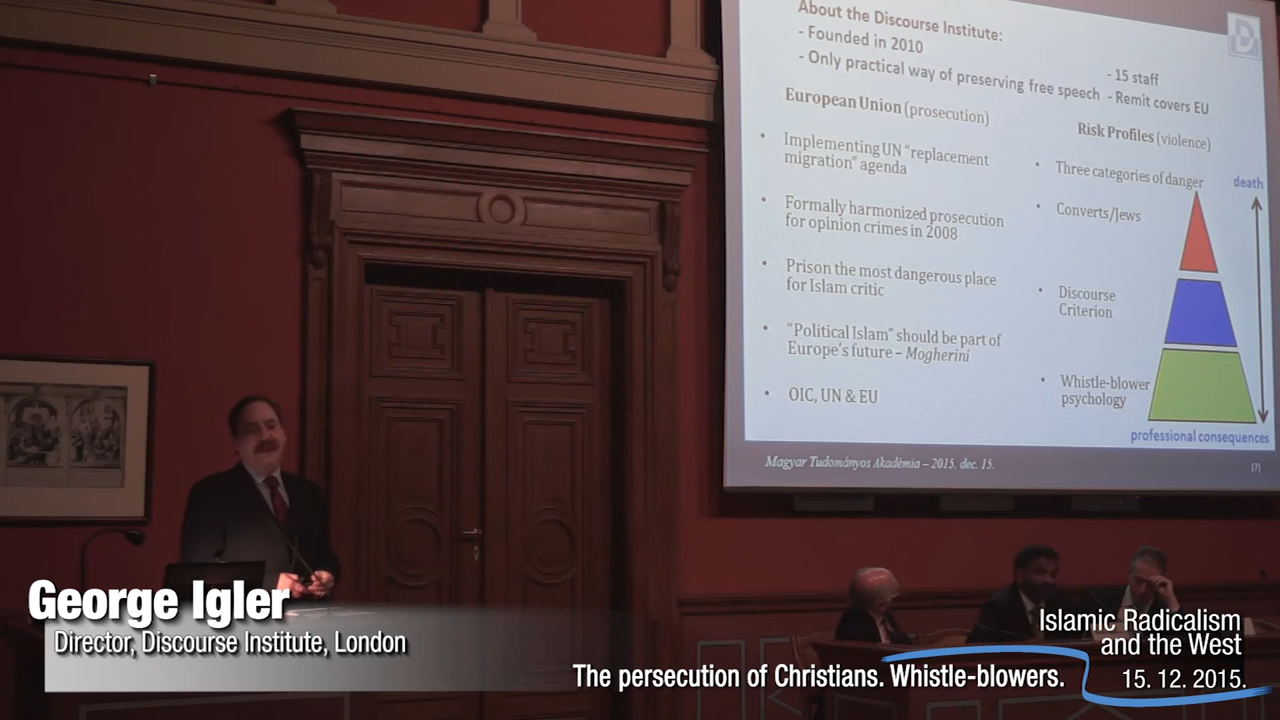 About the Discourse Institute:
- Founded in 2010
- 15 staff
- Only practical way of preserving free speech
- Remit covers EU
European Union (prosecution)
• Implementing UN “replacement
migration” agenda
• Formally harmonized prosecution
for opinion crimes in 2008
• Prison the most dangerous place
for Islam critic
• “Political Islam” should be part of
Europe’s future – Mogherini
• OIC, UN & EU
Risk Profiles (violence)
• Three categories of danger
death
• Converts/Jews
• Discourse
Criterion
• Whistle-blower
psychology
professional consequences
Magyar Tudományos Akadémia – 2015. dec. 15.
(7)
D
George Igler
Director, Discourse Institute, London
Islamic Radicalism
and the West
The persecution of Christians. Whistle-blowers.
15. 12. 2015.